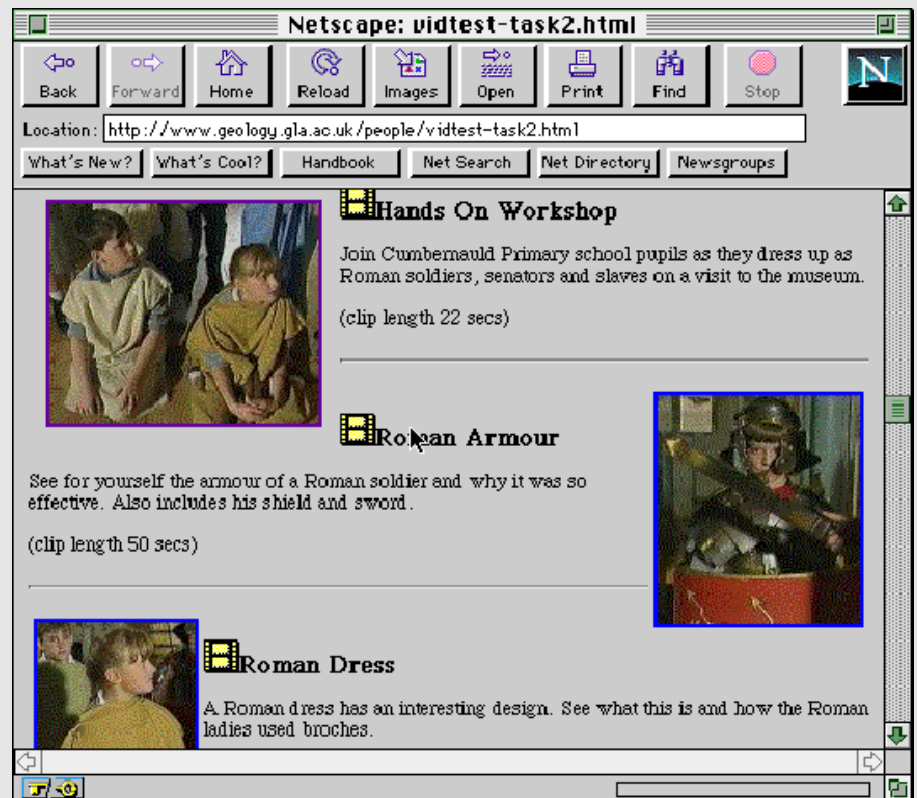 Netscape: vidtest-task2.html
Back Forward Home Reload Images Open Print Find Stop N
Location: http://www.geology.gla.ac.uk/people/vidtest-task2.html
What's New? What's Cool? Handbook Net Search Net Directory Newsgroups
Hands On Workshop
Join Cumbernauld Primary school pupils as they dress up as
Roman soldiers, senators and slaves on a visit to the museum.
(clip length 22 secs)
Roman Armour
See for yourself the armour of a Roman soldier and why it was so
effective. Also includes his shield and sword.
(clip length 50 secs)
Roman Dress
A Roman dress has an interesting design. See what this is and how the Roman
ladies used broches.